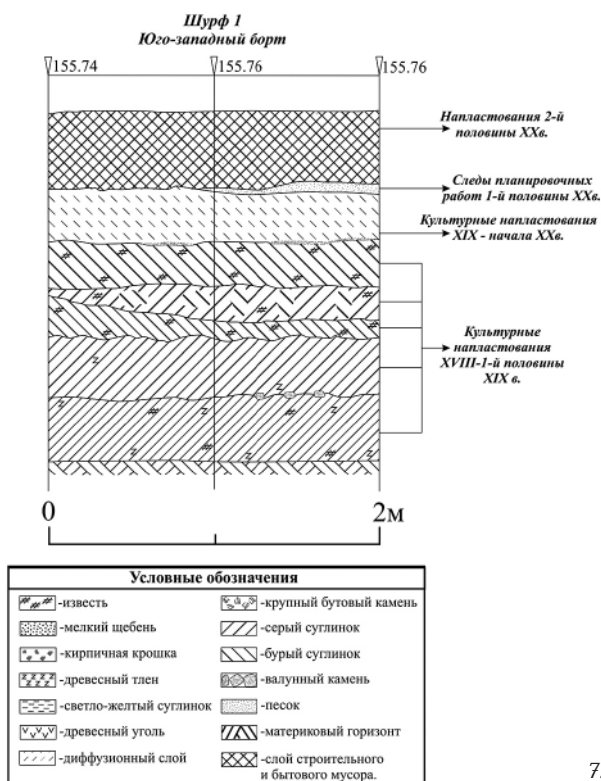 Шурф 1
Юго-западный борт
155.74
155.76
155.76
Напластования 2-й
половины XXв.
Следы планировочных
работ 1-й половины XXв.
Культурные напластования
XIX - начала XXв.
Культурные
напластования
XVIII-1-й половины
XIX в.
0
2м
Условные обозначения
-известь
-мелкий щебень
-кирпичная крошка
-древесный тлен
-светло-желтый суглинок
-древесный уголь
-диффузионный слой
-крупный бутовый камень
-серый суглинок
-бурый суглинок
-валунный камень
-песок
-материковый горизонт
-слой строительного
и бытового мусора.